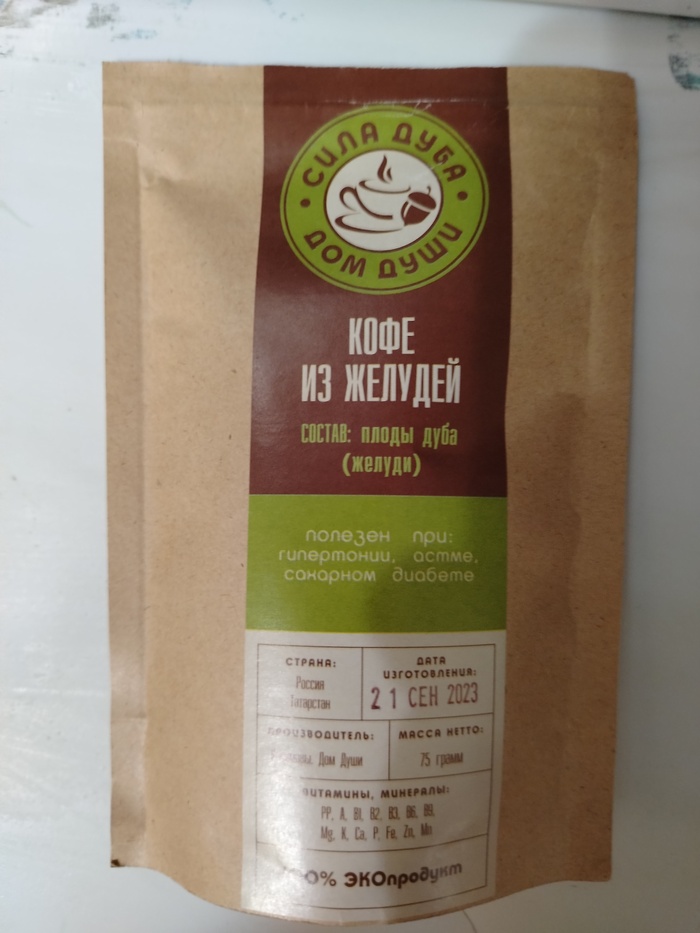 СИЛА ДУБА
ДОМ ДУШИ
КОФЕ
ИЗ ЖЕЛУДЕЙ
СОСТАВ: плоды дуба
(желуди)
полезен при:
гипертонии, астме,
сахарном диабете
СТРАНА:
Россия
Татарстан
ДАТА
ИЗГОТОВЛЕНИЯ:
21 СЕН 2023
ПРОИЗВОДИТЕЛЬ:
Дом Души
МАССА НЕТТО:
75 грамм
ВИТАМИНЫ, МИНЕРАЛЫ:
PP, A, B1, B2, B3, B6, B9,
Mg, K, Ca, P, Fe, Zn, Mn
100% ЭКОпродукт